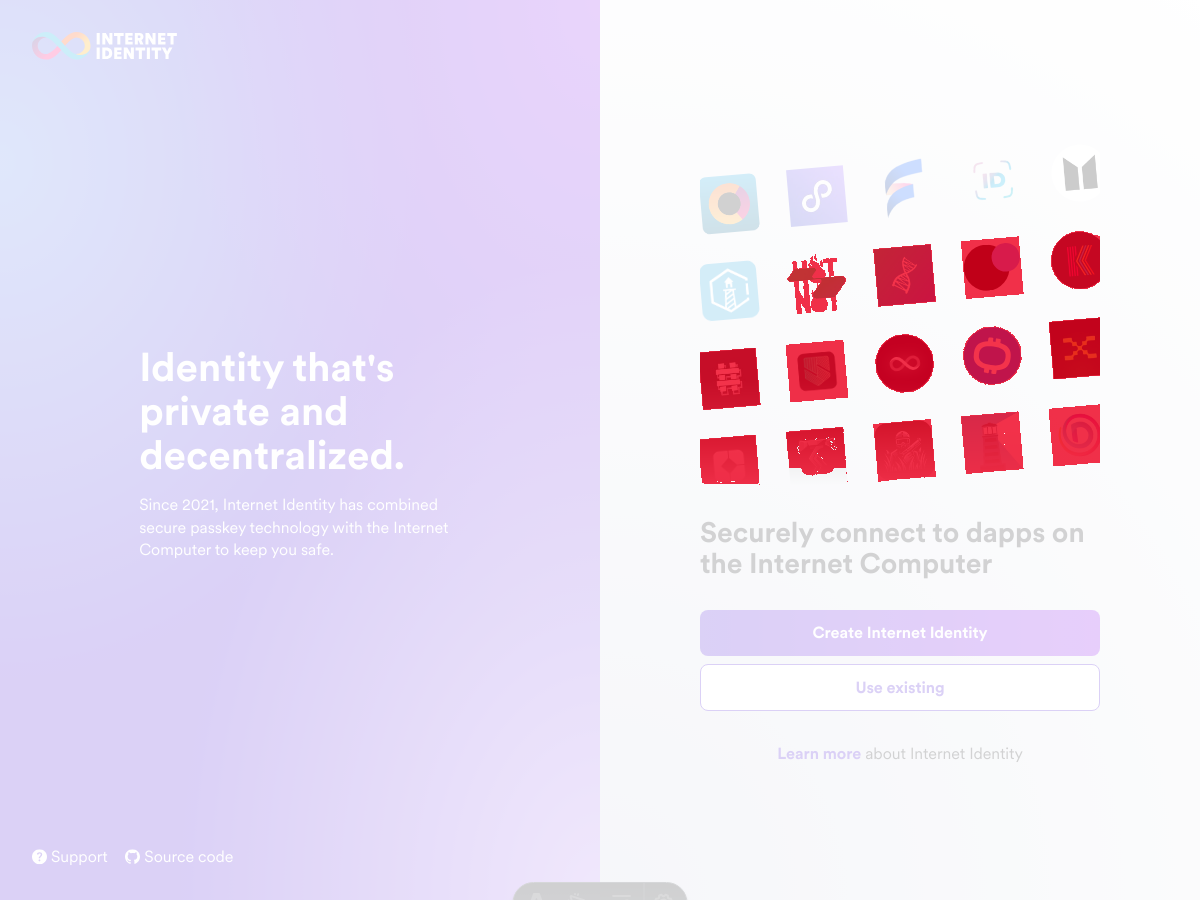 INTERNET
IDENTITY
ID
HOT
NOT
Identity that's
private and
decentralized.
Since 2021, Internet Identity has combined
secure passkey technology with the Internet
Computer to keep you safe.
Securely connect to dapps on
the Internet Computer
Create Internet Identity
Use existing
Learn more about Internet Identity
Support
Source code